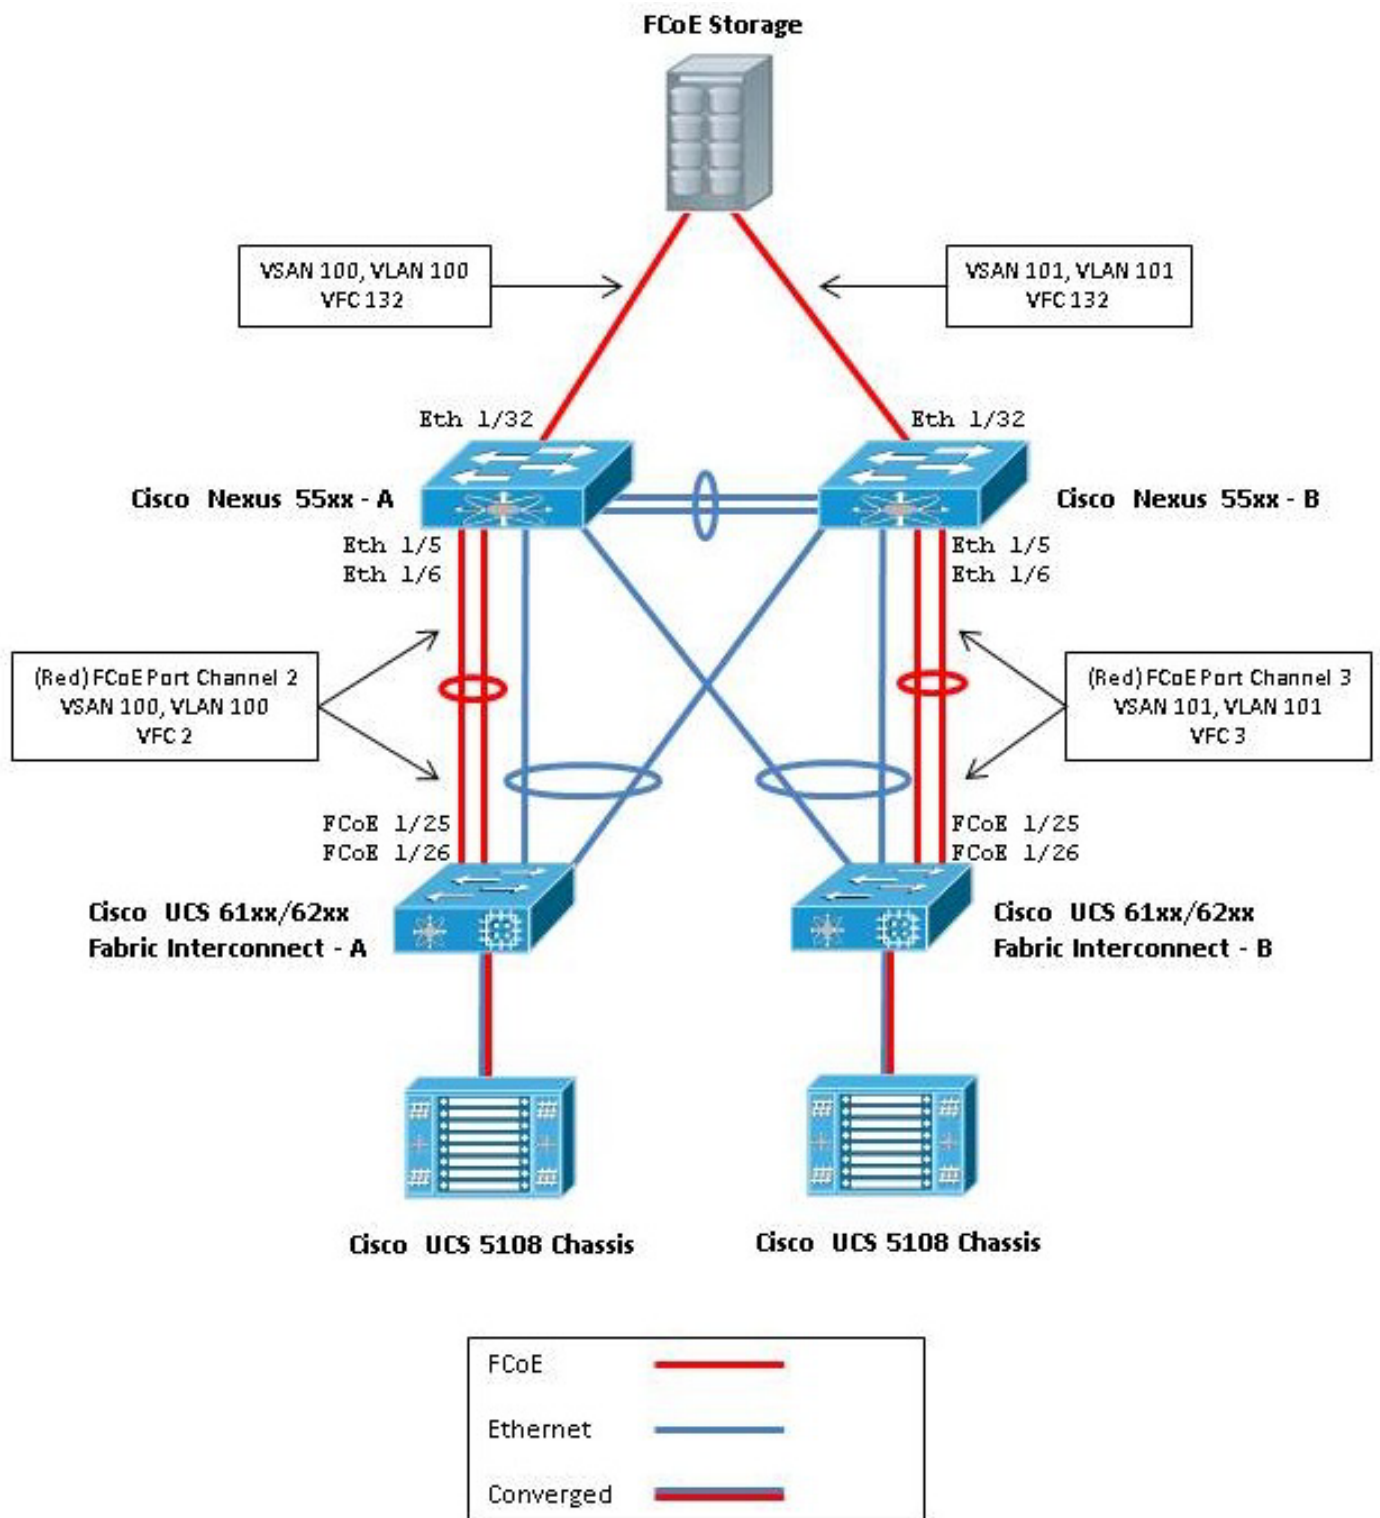 FCoE Storage
VSAN 100, VLAN 100
VFC 132
VSAN 101, VLAN 101
VFC 132
Eth 1/32
Eth 1/32
Cisco Nexus 55xx - A
Cisco Nexus 55xx - B
Eth 1/5
Eth 1/6
Eth 1/5
Eth 1/6
(Red) FCoE Port Channel 2
VSAN 100, VLAN 100
VFC 2
(Red) FCoE Port Channel 3
VSAN 101, VLAN 101
VFC 3
FCoE 1/25
FCoE 1/26
FCoE 1/25
FCoE 1/26
Cisco UCS 61xx/62xx
Fabric Interconnect - A
Cisco UCS 61xx/62xx
Fabric Interconnect - B
Cisco UCS 5108 Chassis
Cisco UCS 5108 Chassis
FCoE
Ethernet
Converged